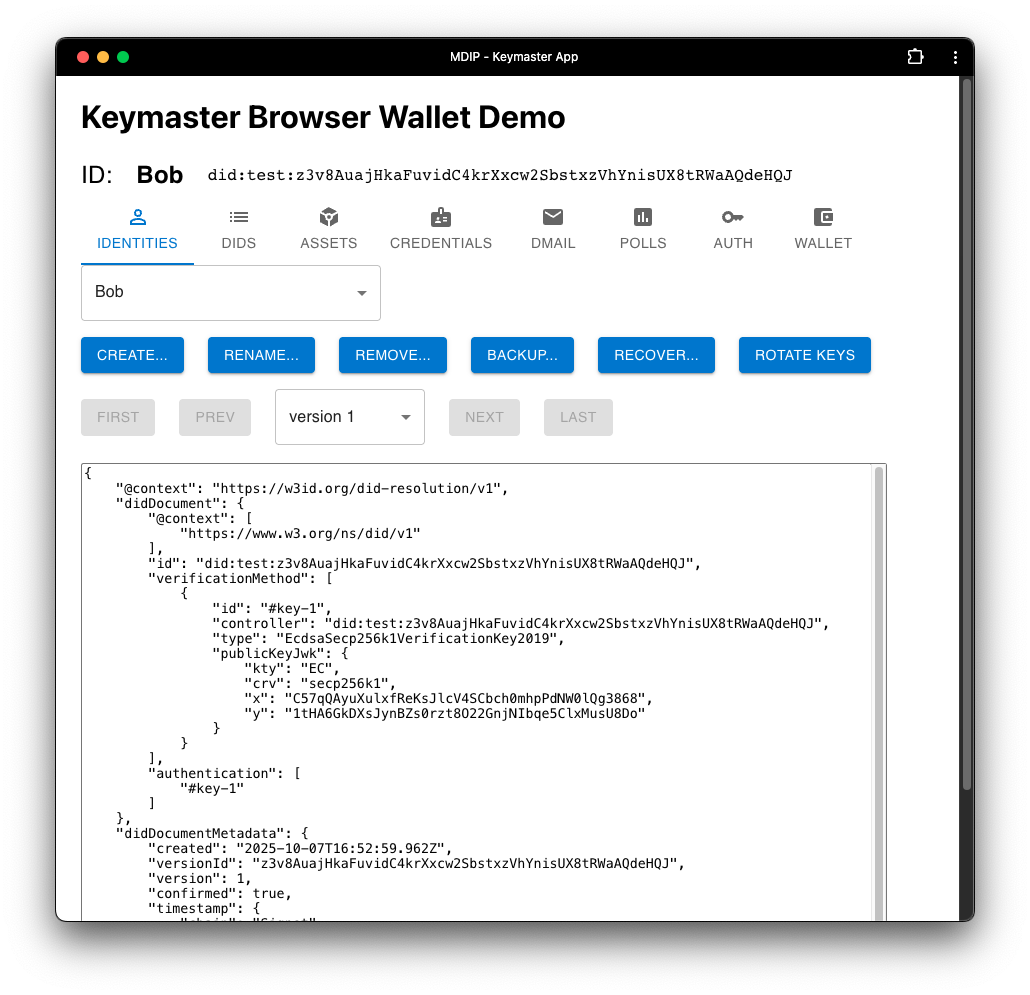 MDIP - Keymaster App
Keymaster Browser Wallet Demo
ID: Bob did:test:z3v8AuajHkaFuvidC4krXxcw2SbstxzVhYnisUX8tRWaAQdeHQJ
IDENTITIES DIDS ASSETS CREDENTIALS DMAIL POLLS AUTH WALLET
Bob
CREATE... RENAME... REMOVE... BACKUP... RECOVER... ROTATE KEYS
FIRST PREV version 1 NEXT LAST
{
"@context": "https://w3id.org/did-resolution/v1",
"didDocument": {
"@context": [
"https://www.w3.org/ns/did/v1"
],
"id": "did:test:z3v8AuajHkaFuvidC4krXxcw2SbstxzVhYnisUX8tRWaAQdeHQJ",
"verificationMethod": [
{
"id": "#key-1",
"controller": "did:test:z3v8AuajHkaFuvidC4krXxcw2SbstxzVhYnisUX8tRWaAQdeHQJ",
"type": "EcdsaSecp256k1VerificationKey2019",
"publicKeyJwk": {
"kty": "EC",
"crv": "secp256k1",
"x": "C57qQAyuXulxfReKsJlcV4SCbch0mhpPdNW0lQg3868",
"y": "1tHA6GkDXsJynBZs0rzt8O22GnjNIbqe5ClxMusU8Do"
}
}
],
"authentication": [
"#key-1"
]
},
"didDocumentMetadata": {
"created": "2025-10-07T16:52:59.962Z",
"versionId": "z3v8AuajHkaFuvidC4krXxcw2SbstxzVhYnisUX8tRWaAQdeHQJ",
"version": 1,
"confirmed": true,
"timestamp": {